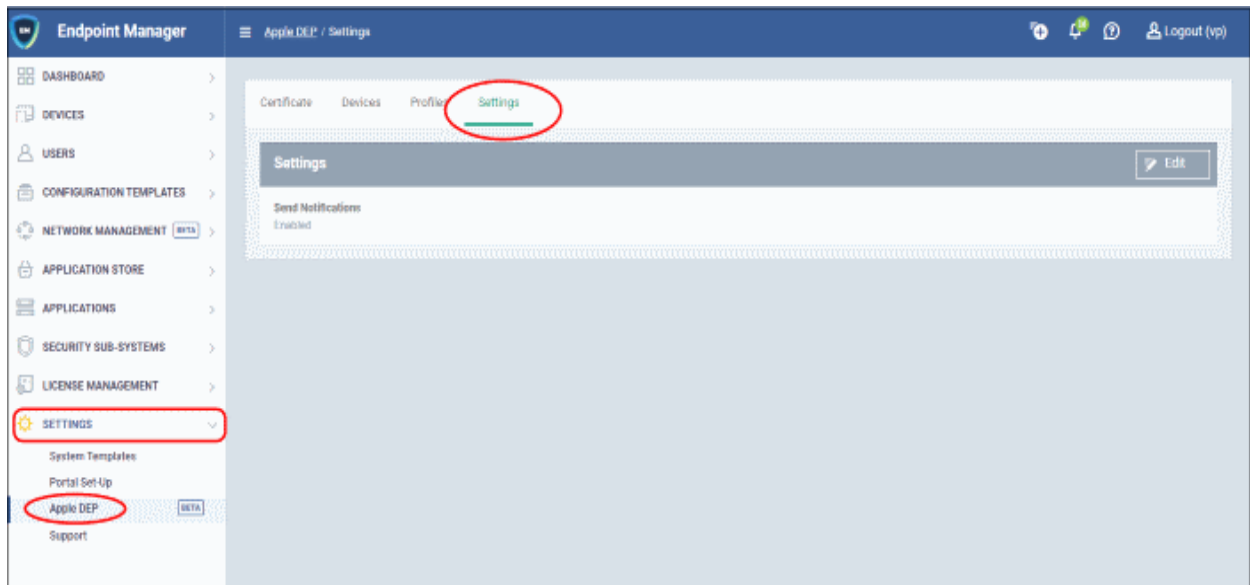 EM Endpoint Manager
Apple DEP / Settings
Logout (vp)
DASHBOARD
DEVICES
USERS
CONFIGURATION TEMPLATES
NETWORK MANAGEMENT BETA
APPLICATION STORE
APPLICATIONS
SECURITY SUB-SYSTEMS
LICENSE MANAGEMENT
SETTINGS
System Templates
Portal Set-Up
Apple DEP BETA
Support
Certificate Devices Profiles Settings
Settings
Edit
Send Notifications
Enabled